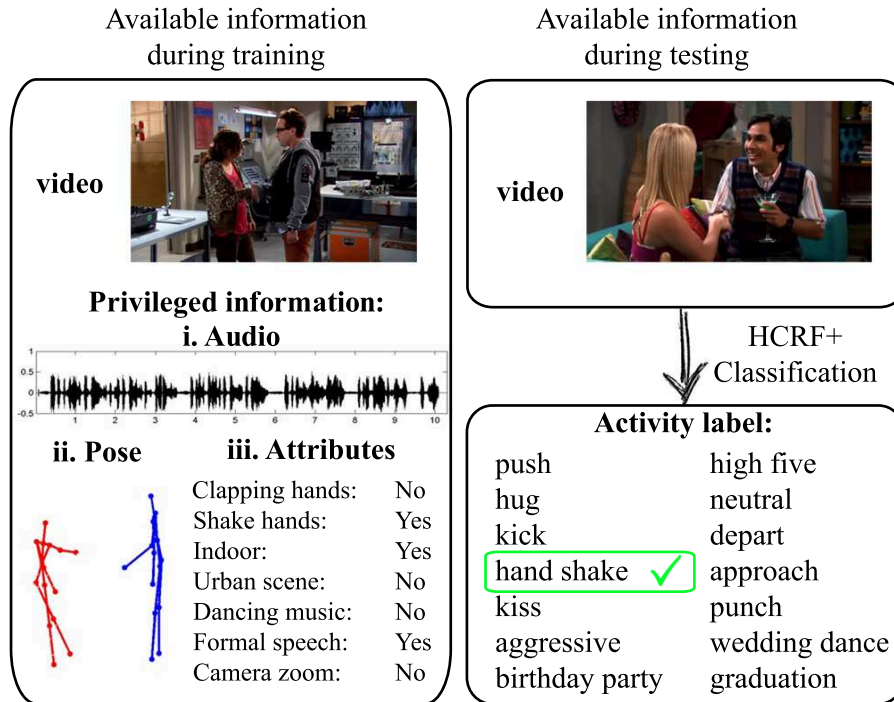 Available information
during training
video
Privileged information:
i. Audio
1
0.5
0
-0.5
1 2 3 4 5 6 7 8 9 10
ii. Pose
iii. Attributes
Clapping hands: No
Shake hands: Yes
Indoor: Yes
Urban scene: No
Dancing music: No
Formal speech: Yes
Camera zoom: No
Available information
during testing
video
HCRF+
Classification
Activity label:
push high five
hug neutral
kick depart
hand shake ✓ approach
kiss punch
aggressive wedding dance
birthday party graduation